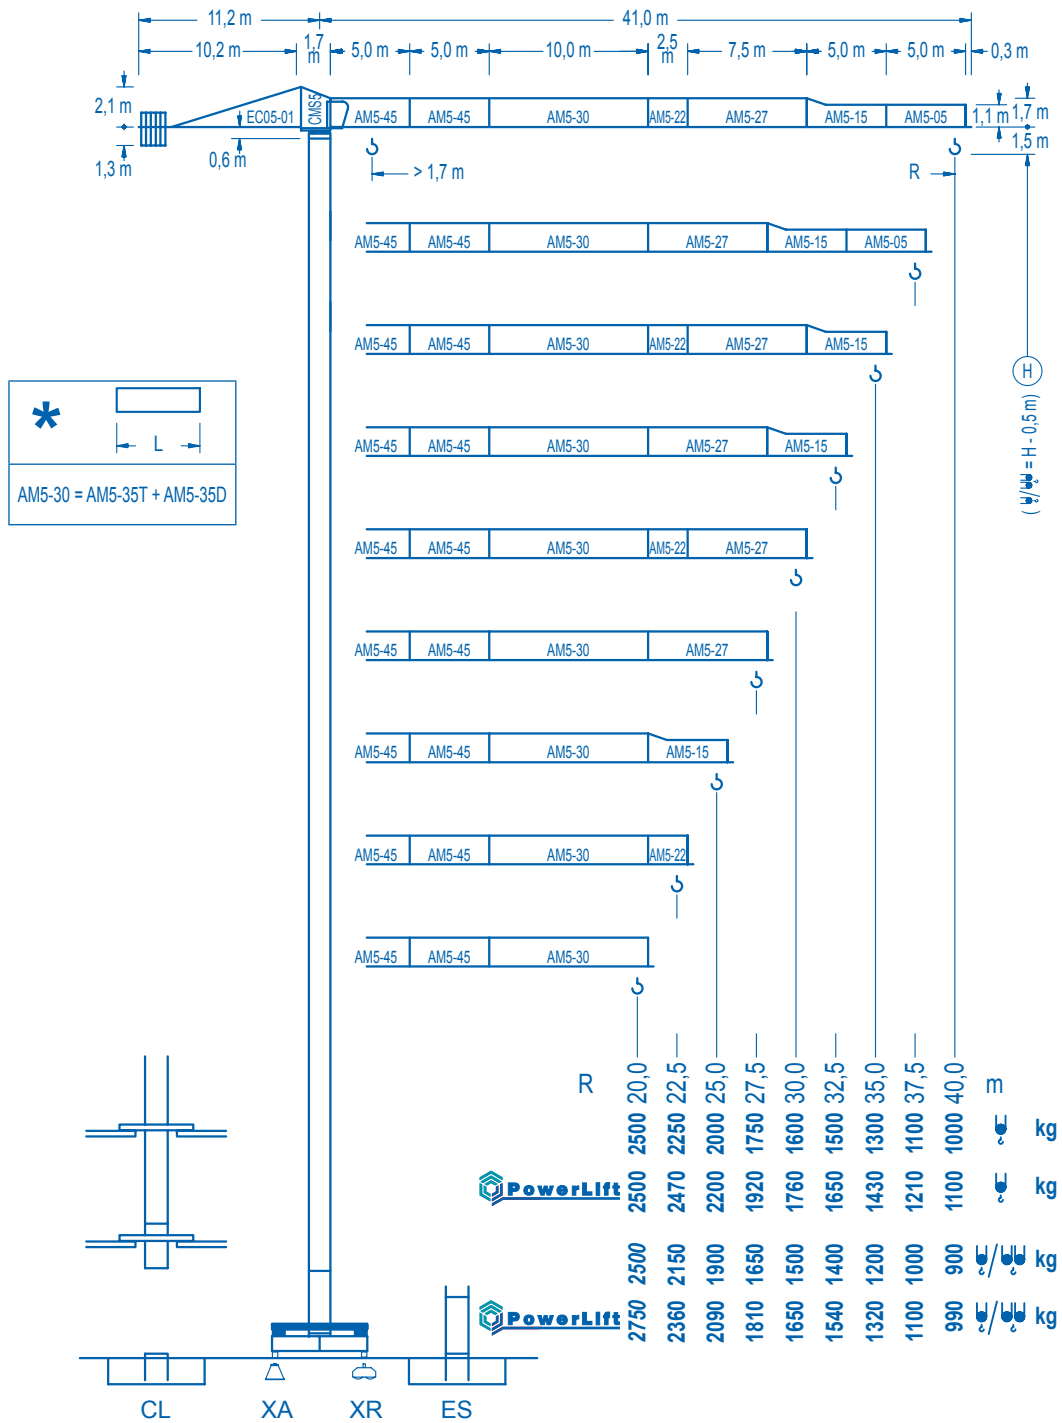 11,2 m 41,0 m
10,2 m 1,7 m 5,0 m 5,0 m 10,0 m 2,5 m 7,5 m 5,0 m 5,0 m 0,3 m
2,1 m EC05-01 CMS5 AM5-45 AM5-45 AM5-30 AM5-22 AM5-27 AM5-15 AM5-05 1,1 m 1,7 m
1,3 m 0,6 m > 1,7 m R 1,5 m
AM5-45 AM5-45 AM5-30 AM5-27 AM5-15 AM5-05
AM5-45 AM5-45 AM5-30 AM5-22 AM5-27 AM5-15
H
( / = H - 0,5 m)
* L
AM5-30 = AM5-35T + AM5-35D
AM5-45 AM5-45 AM5-30 AM5-27 AM5-15
AM5-45 AM5-45 AM5-30 AM5-22 AM5-27
AM5-45 AM5-45 AM5-30 AM5-27
AM5-45 AM5-45 AM5-30 AM5-15
AM5-45 AM5-45 AM5-30 AM5-22
AM5-45 AM5-45 AM5-30
R 20,0 22,5 25,0 27,5 30,0 32,5 35,0 37,5 40,0 m
2500 2250 2000 1750 1600 1500 1300 1100 1000 kg
PowerLift 2500 2470 2200 1920 1760 1650 1430 1210 1100 kg
2500 2150 1900 1650 1500 1400 1200 1000 900 / kg
PowerLift 2750 2360 2090 1810 1650 1540 1320 1100 990 / kg
CL XA XR ES